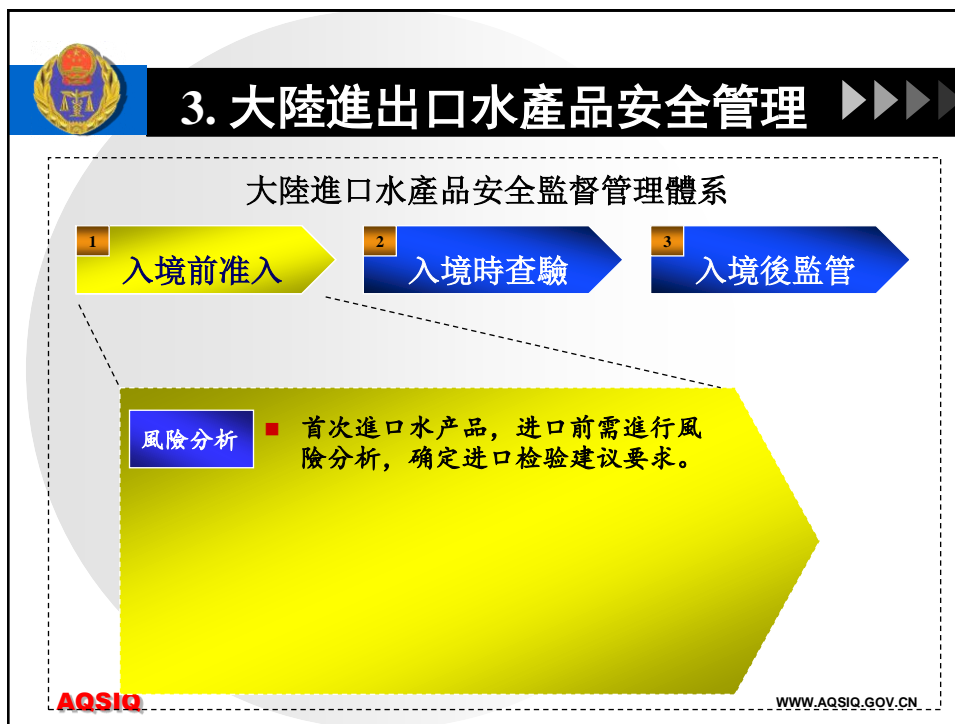 3. 大陸進出口水產品安全管理
大陸進口水產品安全監督管理體系
1
入境前准入
2
入境時查驗
3
入境後監管
風險分析
首次進口水产品，进口前需進行風
險分析，确定进口检验建议要求。
AQSIQ
WWW.AQSIQ.GOV.CN